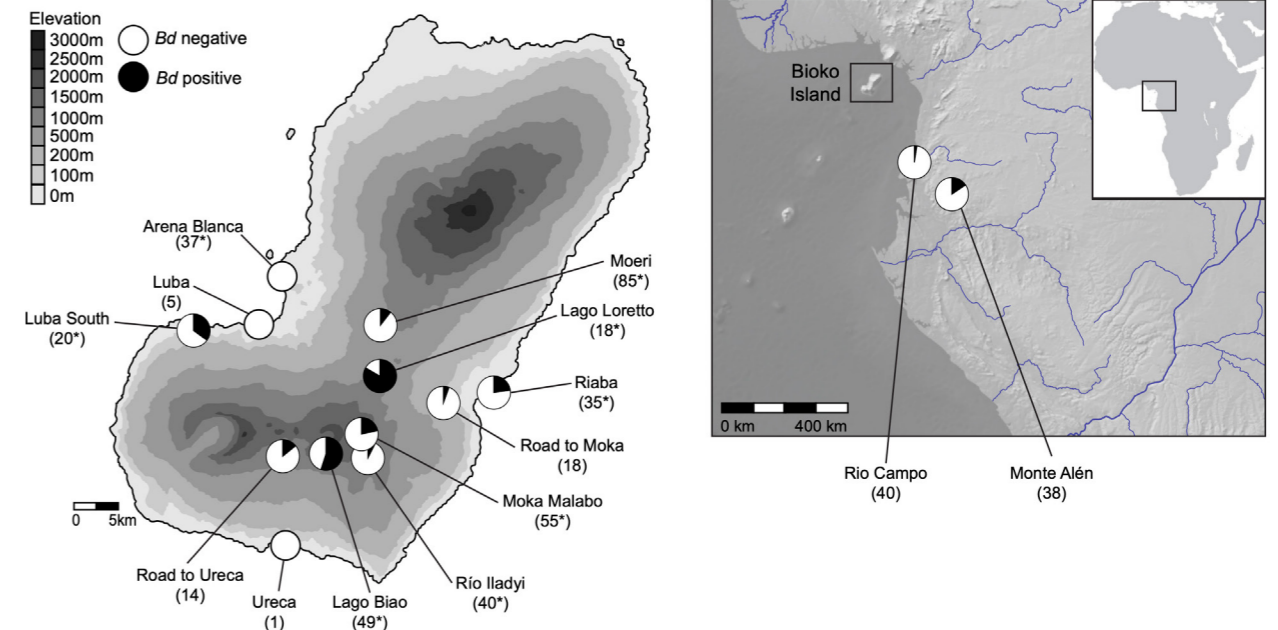 Elevation
3000m
2500m
2000m
1500m
1000m
500m
200m
100m
0m
Bd negative
Bd positive
Arena Blanca
(37*)
Luba
(5)
Luba South
(20*)
Moeri
(85*)
Lago Loretto
(18*)
Riaba
(35*)
Road to Moka
(18)
Moka Malabo
(55*)
0 5km
Road to Ureca
(14)
Ureca
(1)
Lago Biao
(49*)
Río Iladyi
(40*)
Bioko
Island
0 km 400 km
Rio Campo
(40)
Monte Alén
(38)